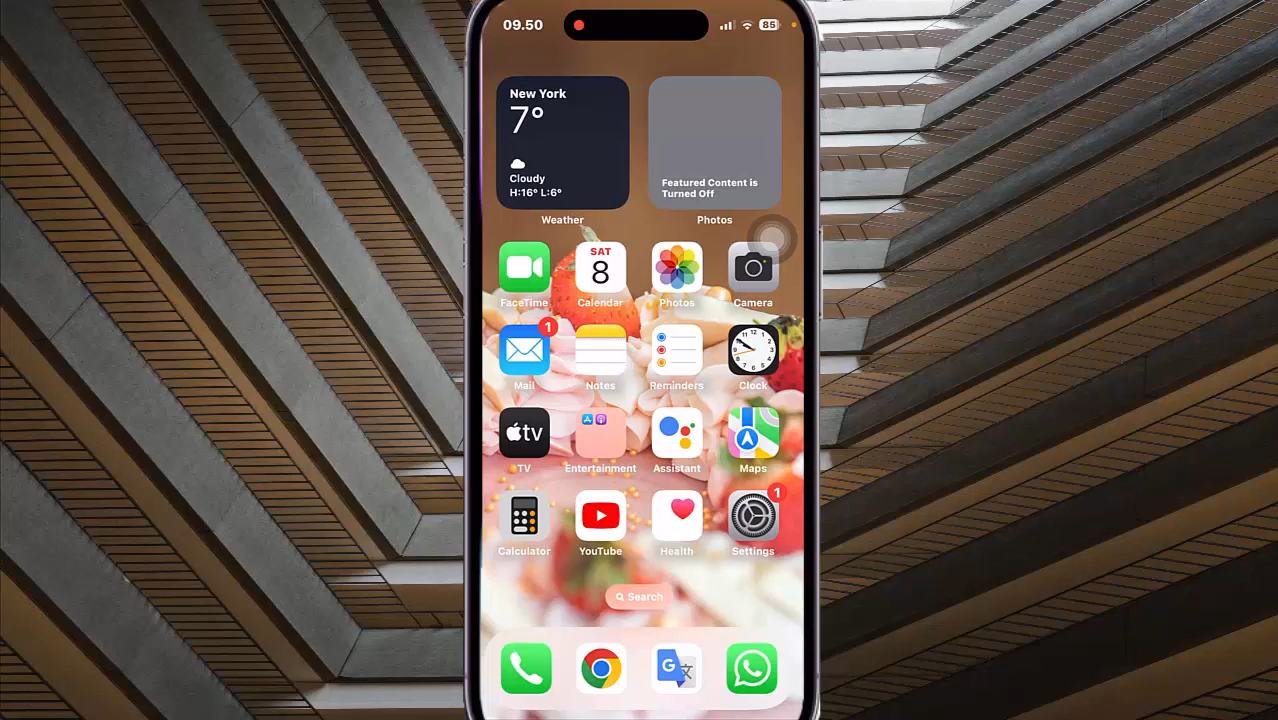 09.50
85
New York
7°
Cloudy
H:16° L:6°
Weather
Featured Content is
Turned Off
Photos
FaceTime
SAT
8
Calendar
Photos
Camera
1
Mail
Notes
Reminders
Clock
tv
TV
Entertainment
Assistant
Maps
Calculator
YouTube
Health
1
Settings
Search
G